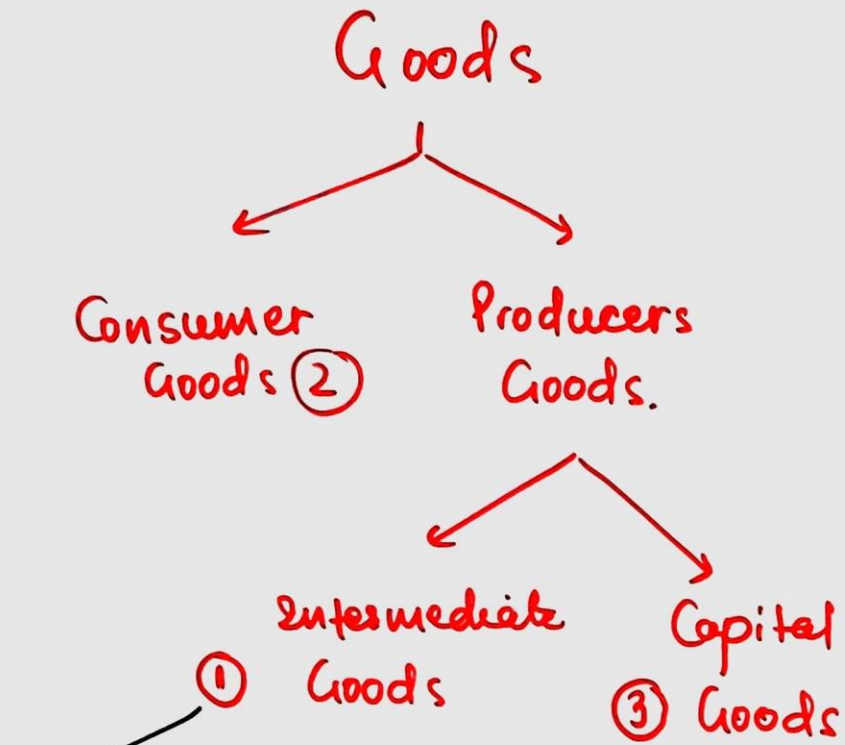 Goods
Consumer
Goods ②
Producers
Goods.
Intermediate
① Goods
Capital
③ Goods